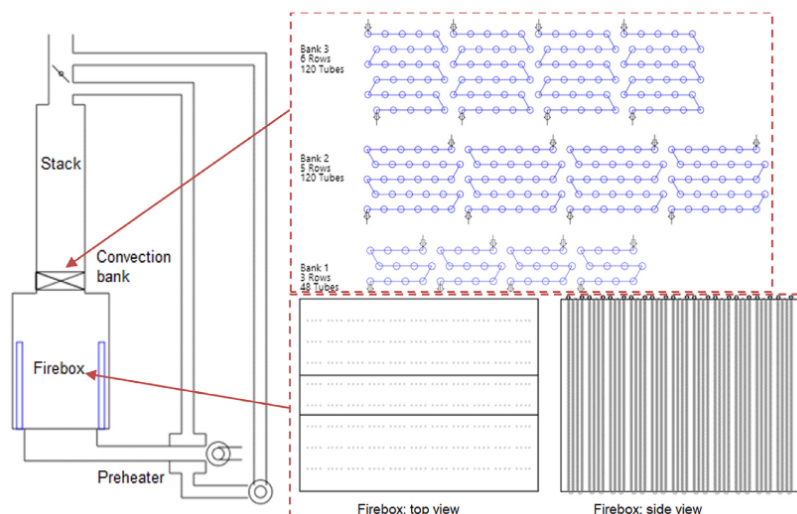 Bank 3
6 Rows
120 Tubes
Stack
Bank 2
5 Rows
120 Tubes
Convection
bank
Bank 1
3 Rows
48 Tubes
Firebox
Preheater
Firebox: top view
Firebox: side view